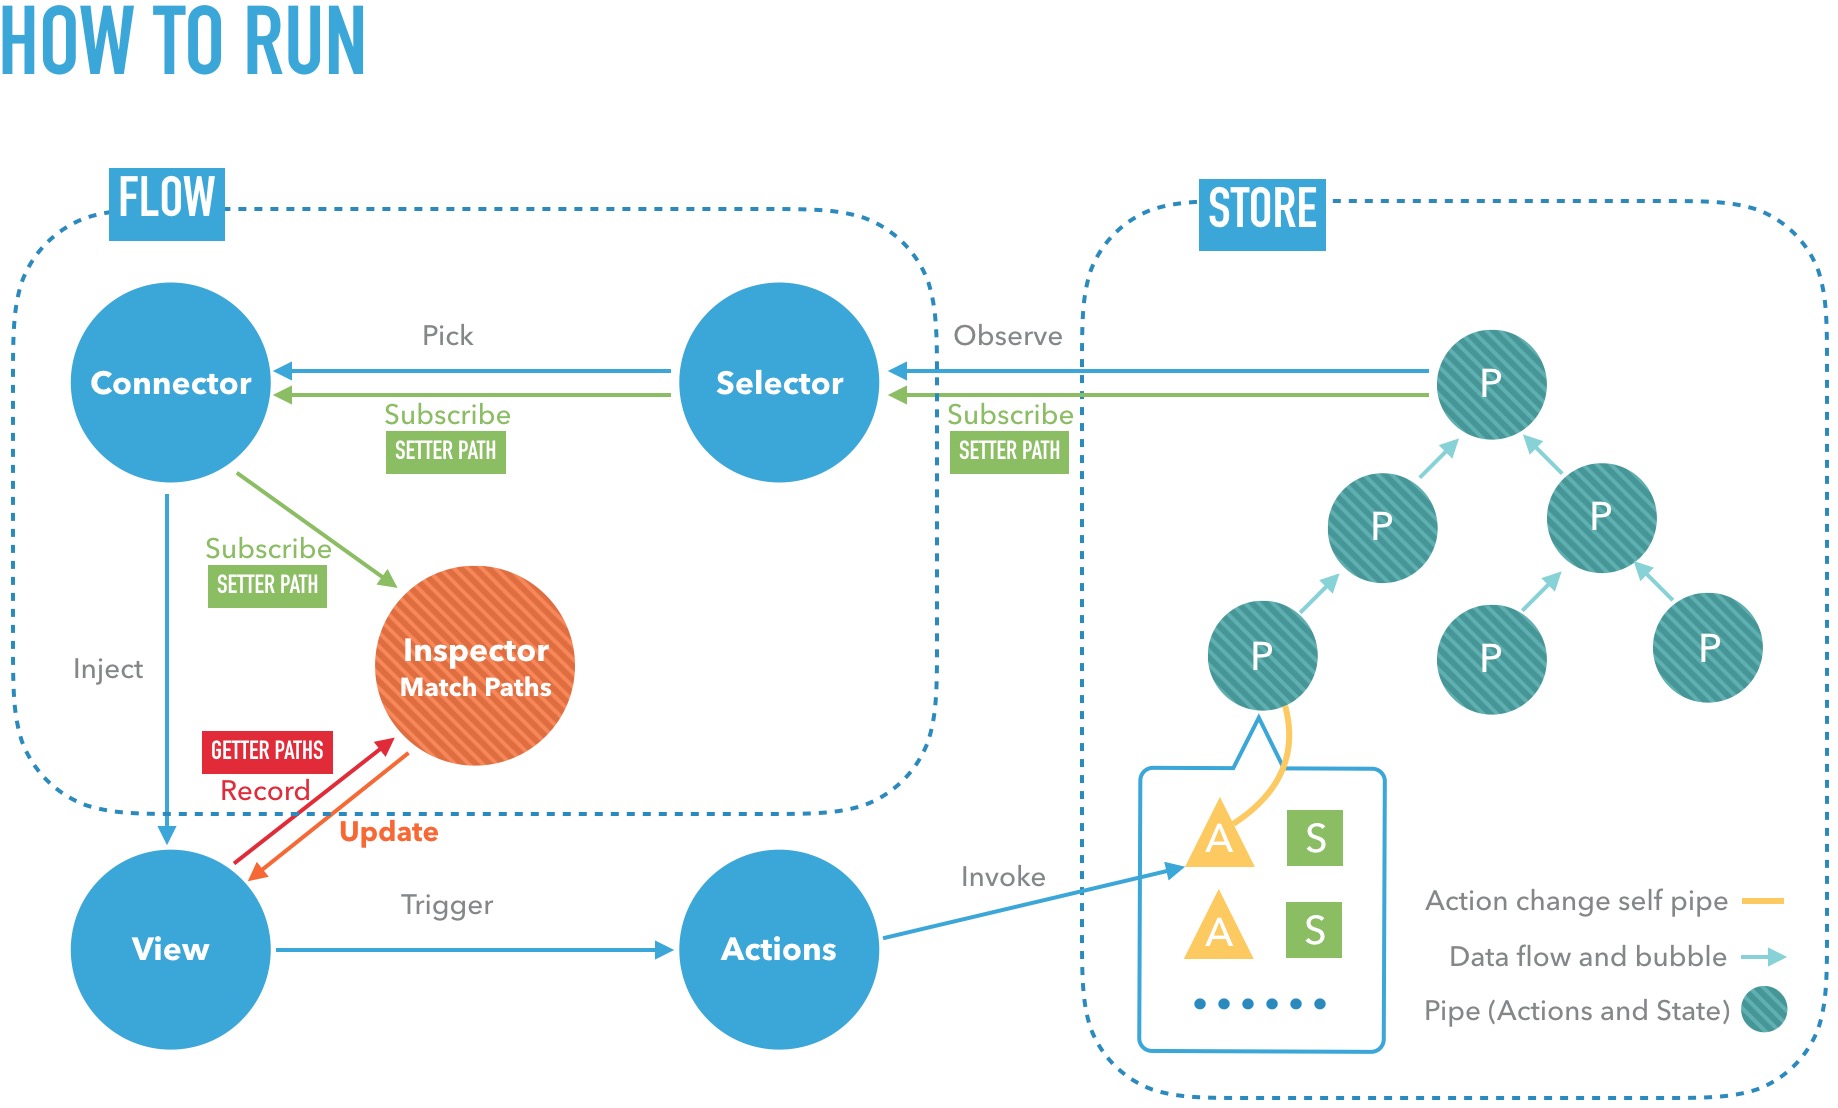 HOW TO RUN
FLOW
STORE
Pick
Observe
Connector
Selector
P
Subscribe
SETTER PATH
Subscribe
SETTER PATH
P
P
Subscribe
SETTER PATH
Inspector
Match Paths
Inject
P
P
P
GETTER PATHS
Record
Update
A
S
Trigger
Invoke
View
Actions
A
S
Action change self pipe
Data flow and bubble
Pipe (Actions and State)